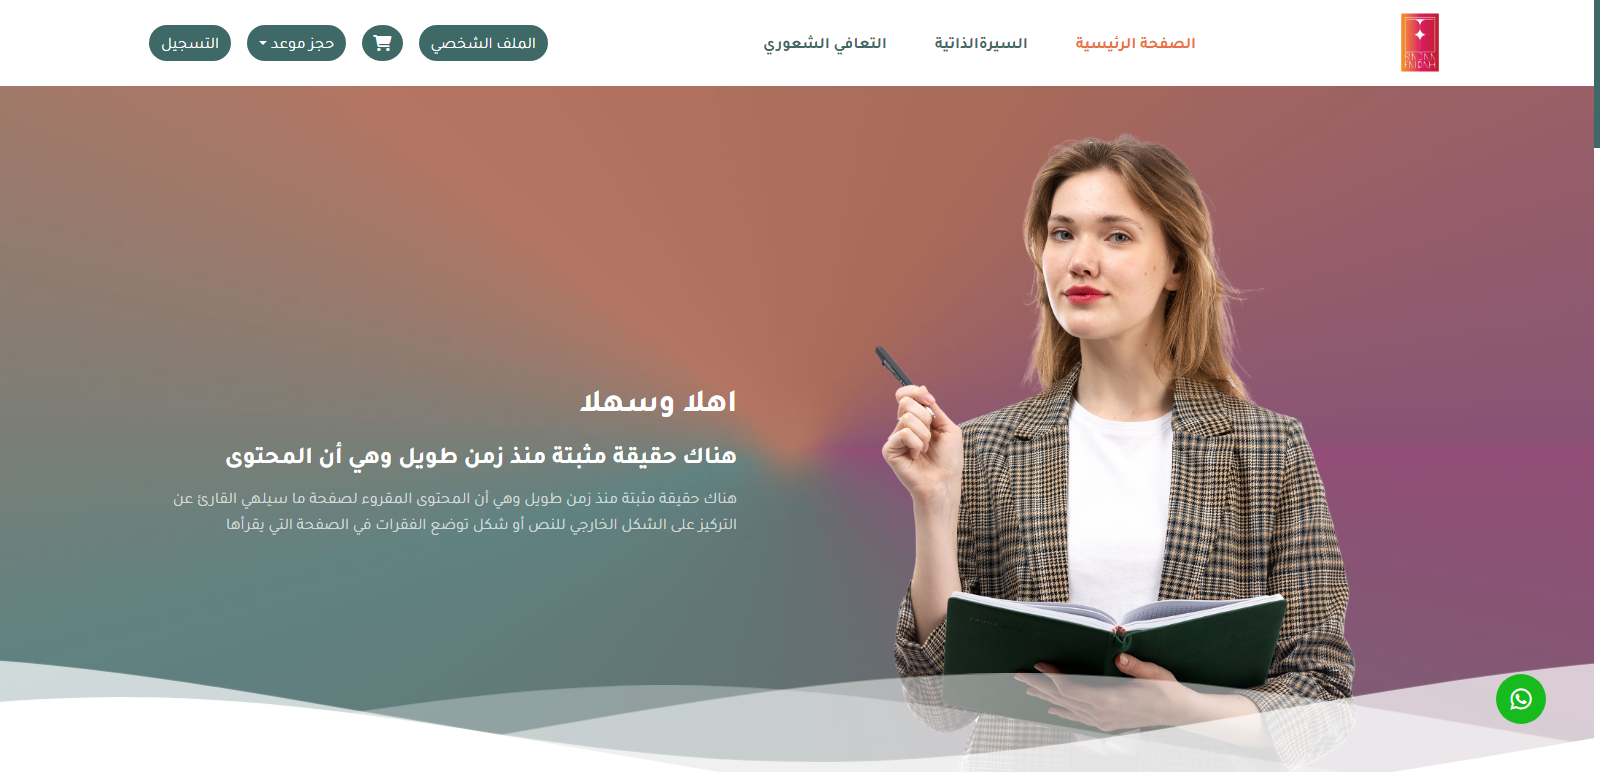 الصفحة الرئيسية
السيرةالذاتية
التعافي الشعوري
الملف الشخصي
حجز موعد
التسجيل
اهلا وسهلا
هناك حقيقة مثبتة منذ زمن طويل وهي أن المحتوى
هناك حقيقة مثبتة منذ زمن طويل وهي أن المحتوى المقروء لصفحة ما سيلهي القارئ عن
التركيز على الشكل الخارجي للنص أو شكل توضع الفقرات في الصفحة التي يقرأها